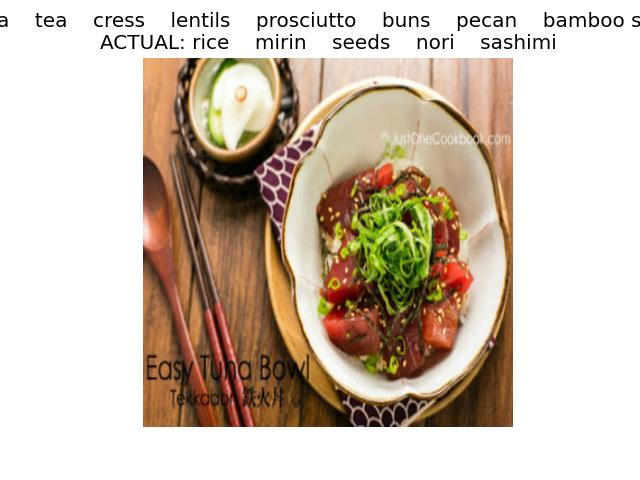 a tea cress lentils prosciutto buns pecan bamboo s
ACTUAL: rice mirin seeds nori sashimi
© JustOneCookbook.com
Easy Tuna Bowl
Tekkadon 鉄火丼